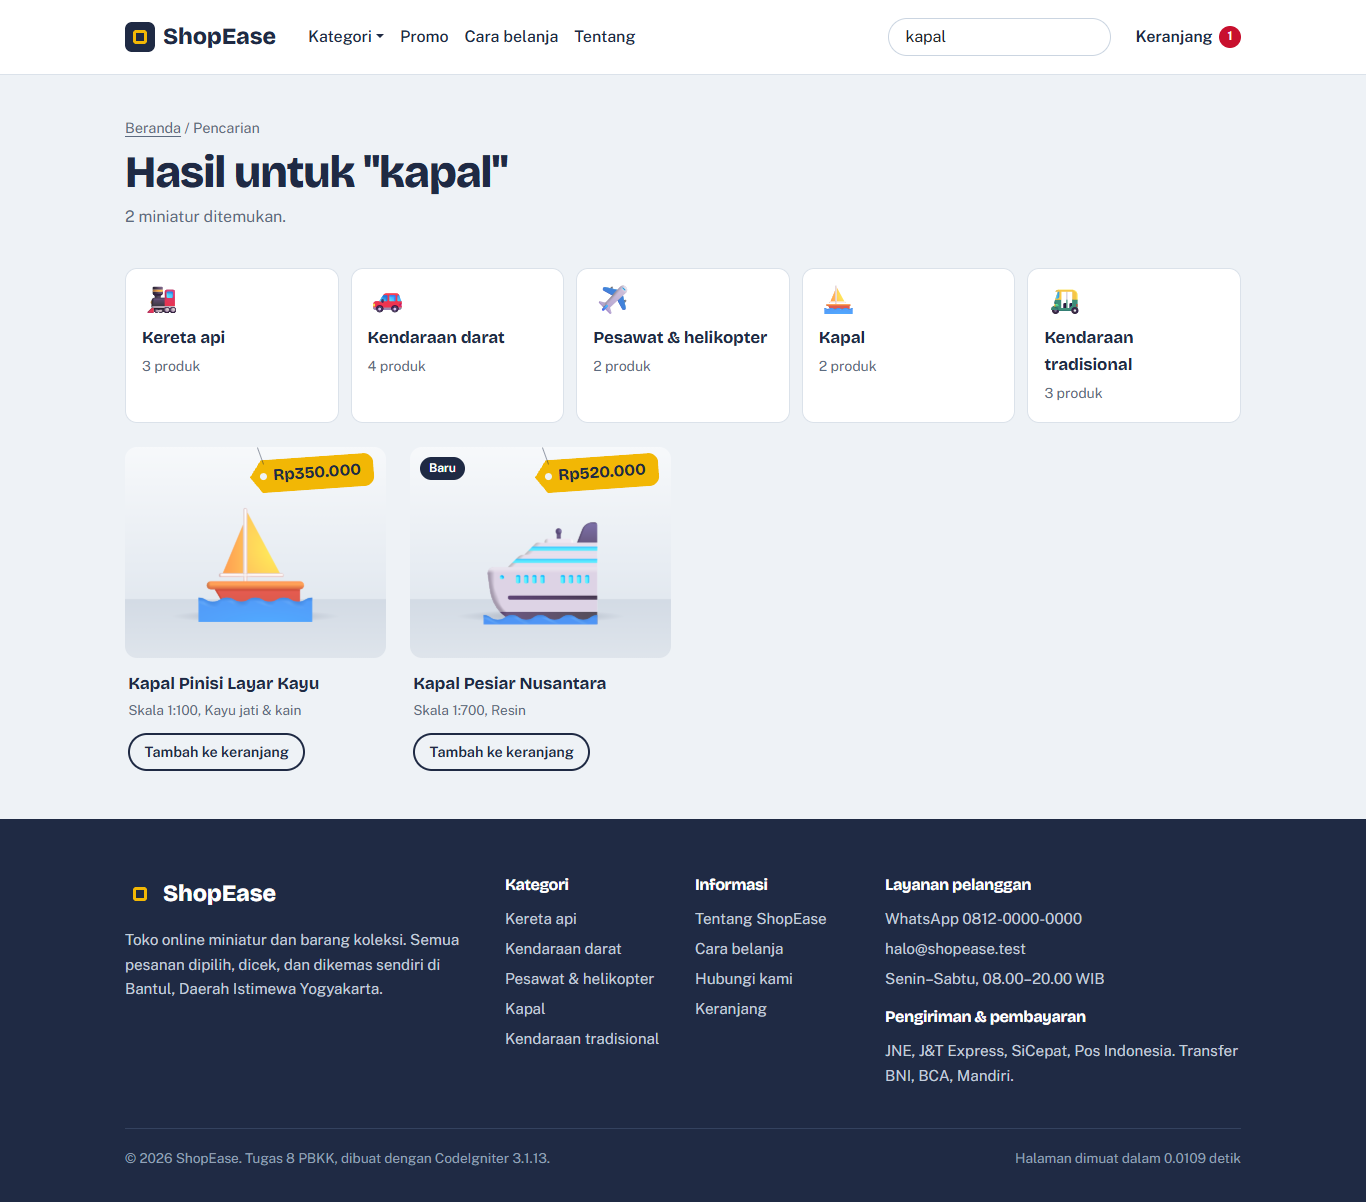 ShopEase
Kategori
Promo
Cara belanja
Tentang
kapal
Keranjang 1
Beranda / Pencarian
Hasil untuk "kapal"
2 miniatur ditemukan.
Kereta api
3 produk
Kendaraan darat
4 produk
Pesawat & helikopter
2 produk
Kapal
2 produk
Kendaraan
tradisional
3 produk
Rp350.000
Kapal Pinisi Layar Kayu
Skala 1:100, Kayu jati & kain
Tambah ke keranjang
Baru
Rp520.000
Kapal Pesiar Nusantara
Skala 1:700, Resin
Tambah ke keranjang
ShopEase
Toko online miniatur dan barang koleksi. Semua
pesanan dipilih, dicek, dan dikemas sendiri di
Bantul, Daerah Istimewa Yogyakarta.
Kategori
Kereta api
Kendaraan darat
Pesawat & helikopter
Kapal
Kendaraan tradisional
Informasi
Tentang ShopEase
Cara belanja
Hubungi kami
Keranjang
Layanan pelanggan
WhatsApp 0812-0000-0000
halo@shopease.test
Senin–Sabtu, 08.00–20.00 WIB
Pengiriman & pembayaran
JNE, J&T Express, SiCepat, Pos Indonesia. Transfer
BNI, BCA, Mandiri.
© 2026 ShopEase. Tugas 8 PBKK, dibuat dengan CodeIgniter 3.1.13.
Halaman dimuat dalam 0.0109 detik